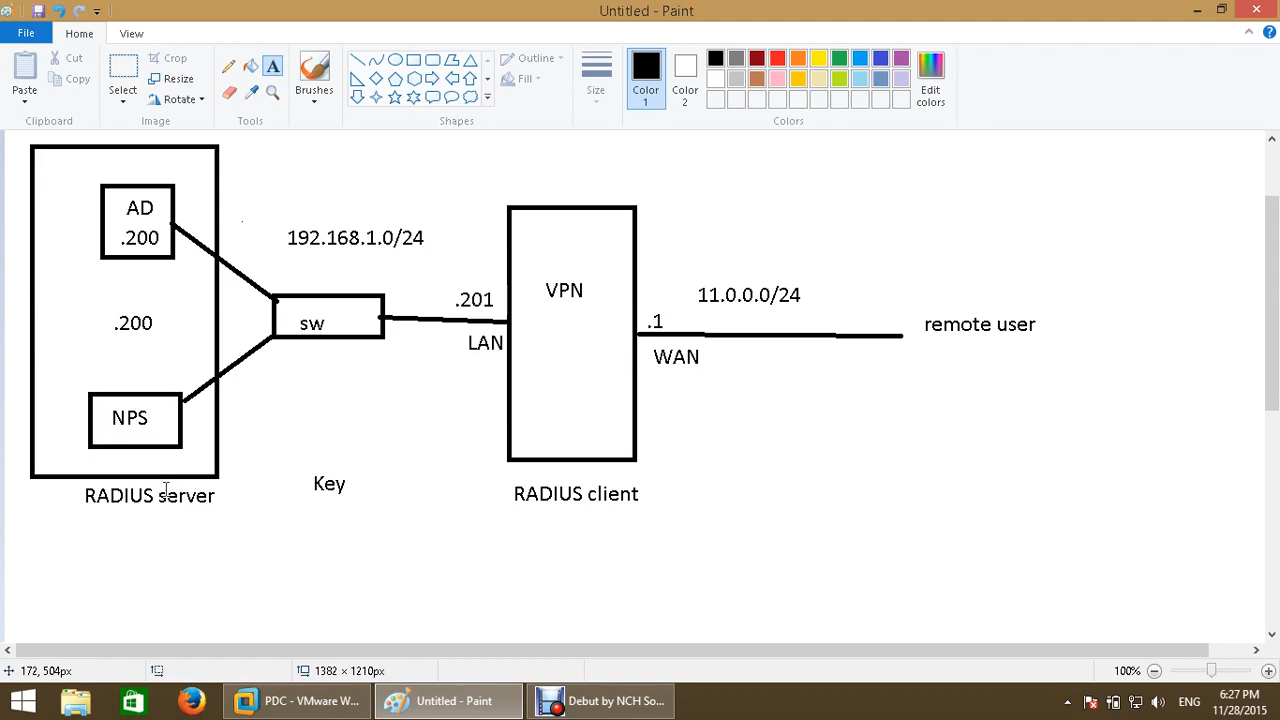 Untitled - Paint
File
Home
View
Paste
Cut
Copy
Clipboard
Select
Crop
Resize
Rotate
Image
A
Tools
Brushes
Shapes
Outline
Fill
Size
Color
1
Color
2
Edit
colors
Colors
AD
.200
192.168.1.0/24
VPN
11.0.0.0/24
.201
.200
sw
.1
remote user
LAN
WAN
NPS
Key
RADIUS server
RADIUS client
172, 504px
1382 × 1210px
100%
PDC - VMware W...
Untitled - Paint
Debut by NCH So...
ENG
6:27 PM
11/28/2015